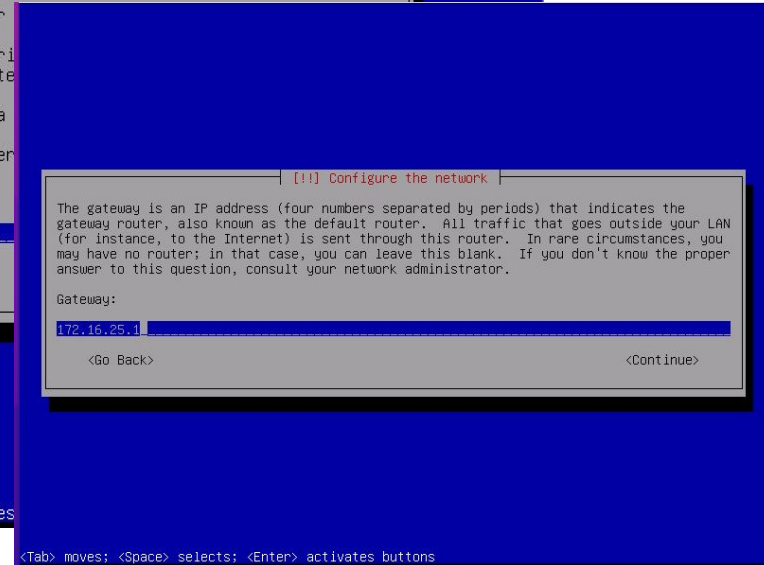 [!!] Configure the network
The gateway is an IP address (four numbers separated by periods) that indicates the
gateway router, also known as the default router.  All traffic that goes outside your LAN
(for instance, to the Internet) is sent through this router.  In rare circumstances, you
may have no router; in that case, you can leave this blank.  If you don't know the proper
answer to this question, consult your network administrator.
Gateway:
172.16.25.1
<Go Back> <Continue>
<Tab> moves; <Space> selects; <Enter> activates buttons